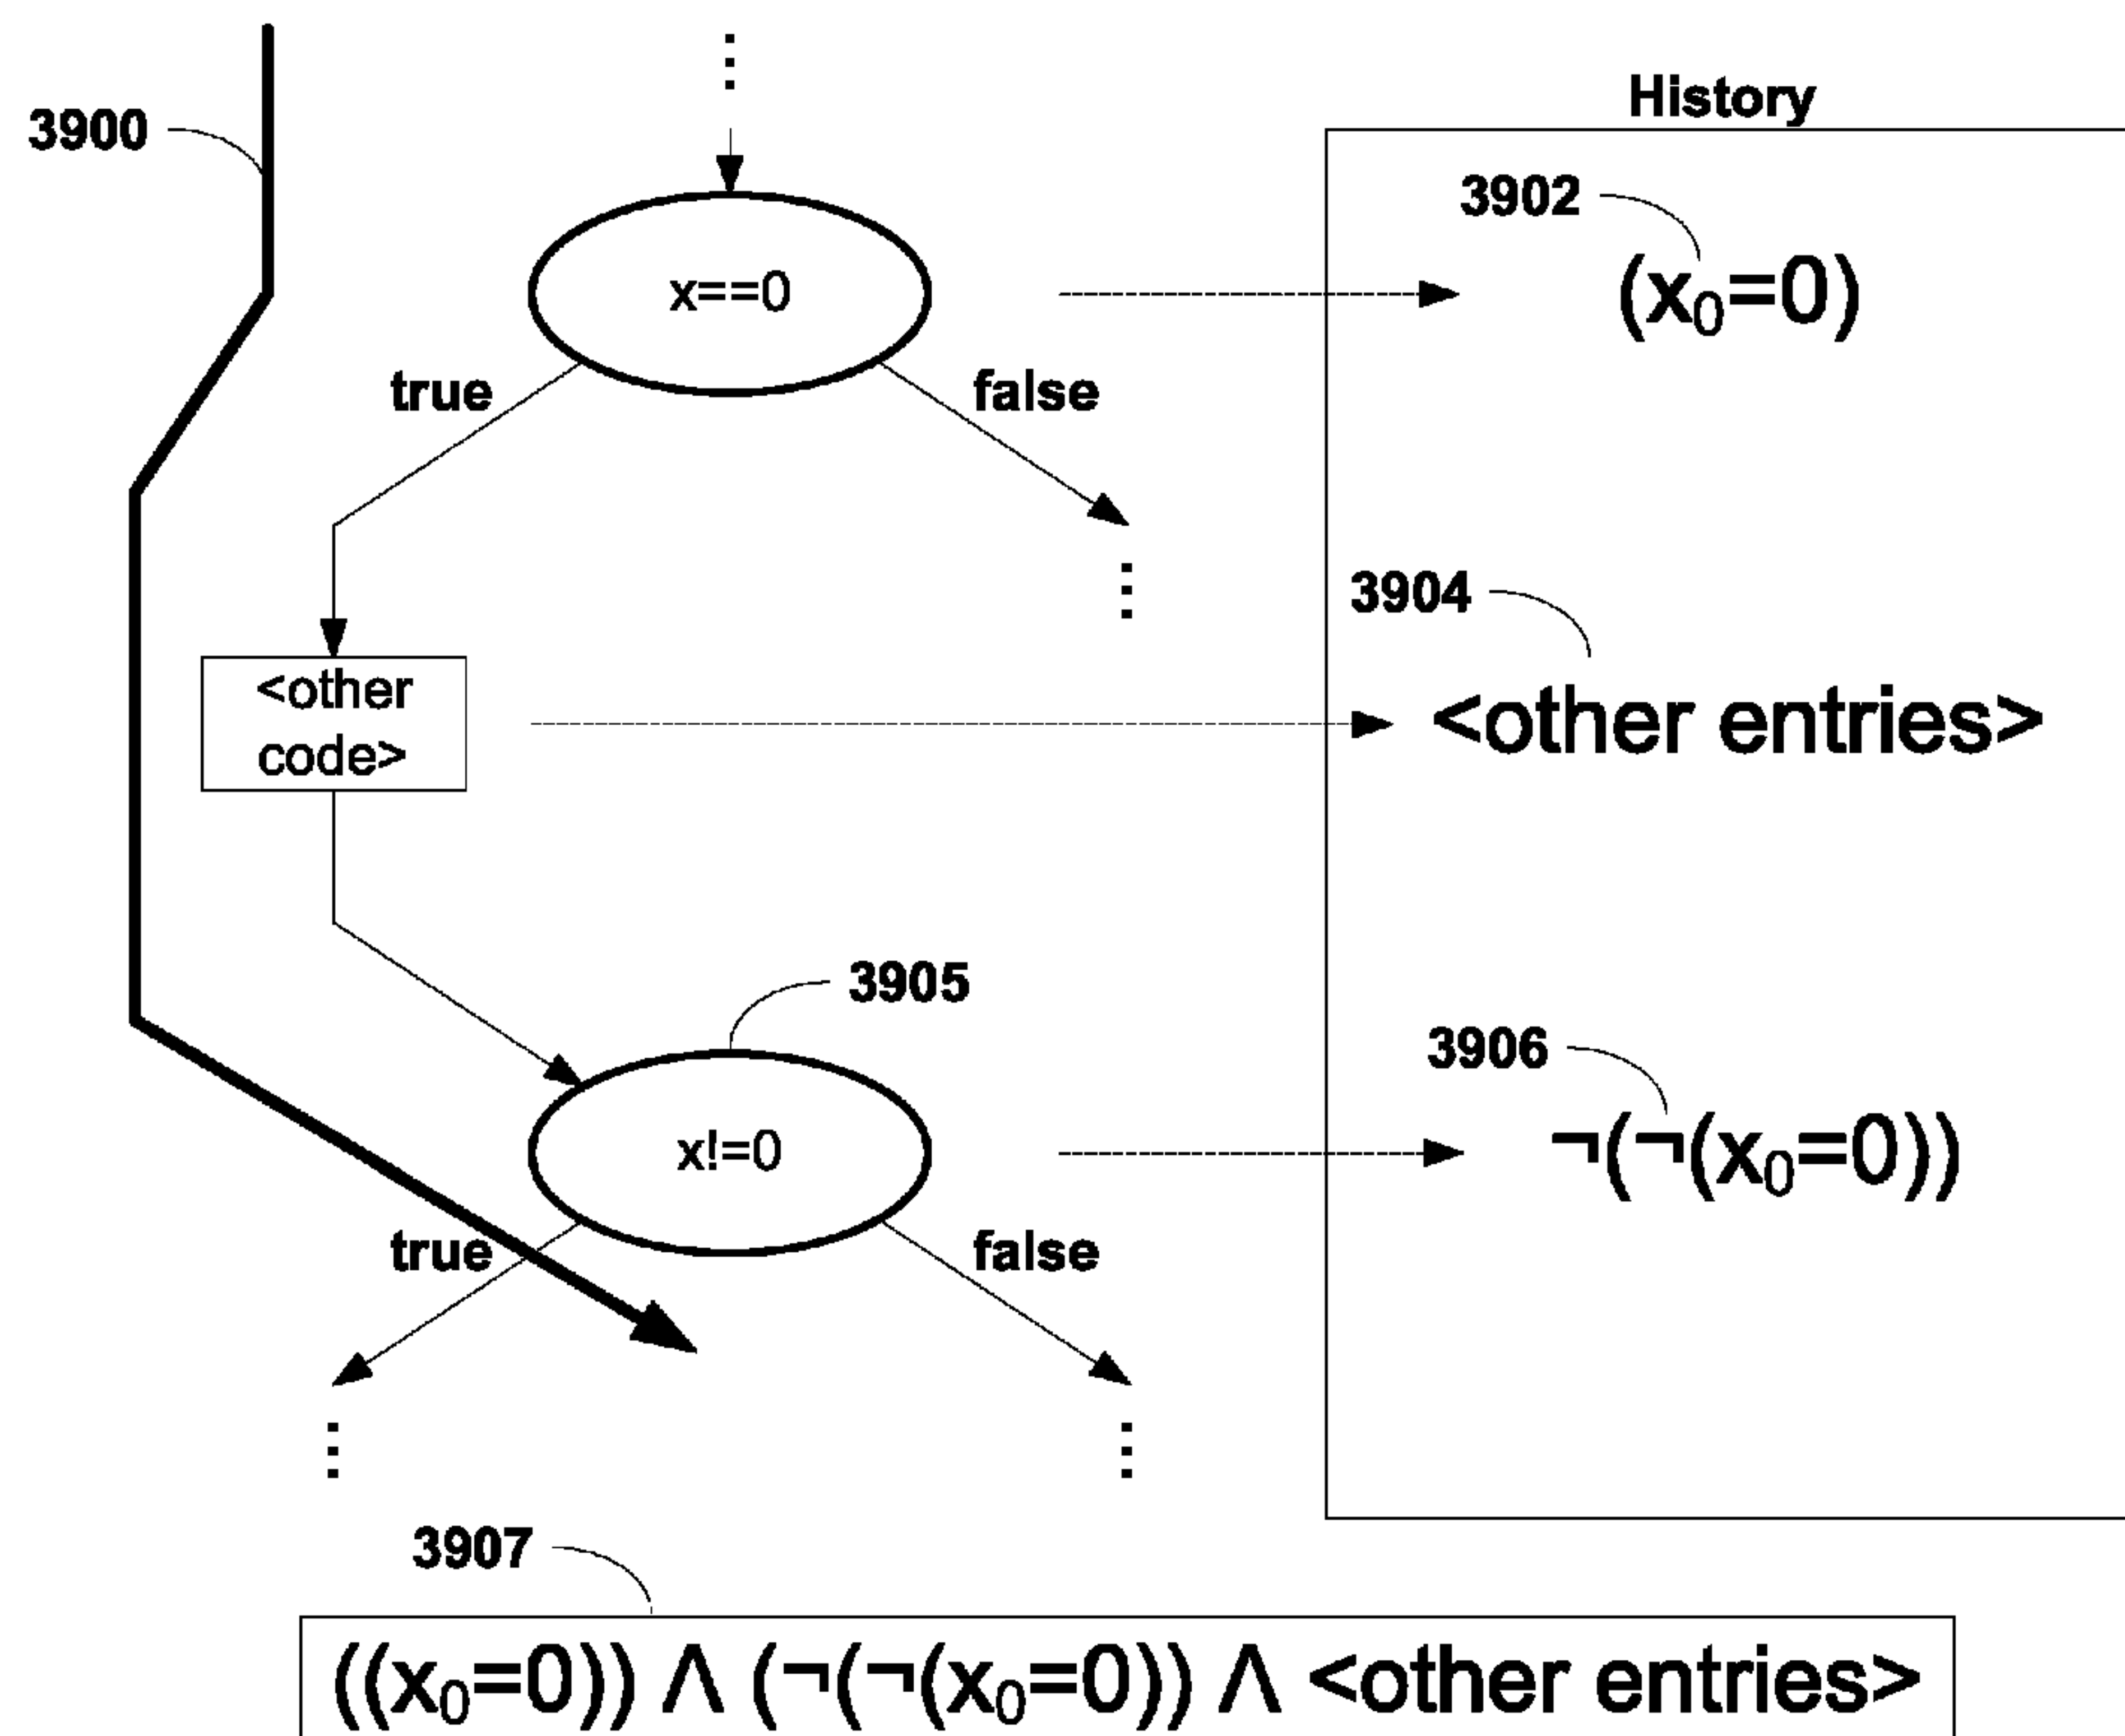 History
3900
3902
x==0
(x₀=0)
true
false
3904
<other
code>
<other entries>
3905
3906
x!=0
¬(¬(x₀=0))
true
false
3907
((x₀=0)) Λ (¬(¬(x₀=0)) Λ <other entries>